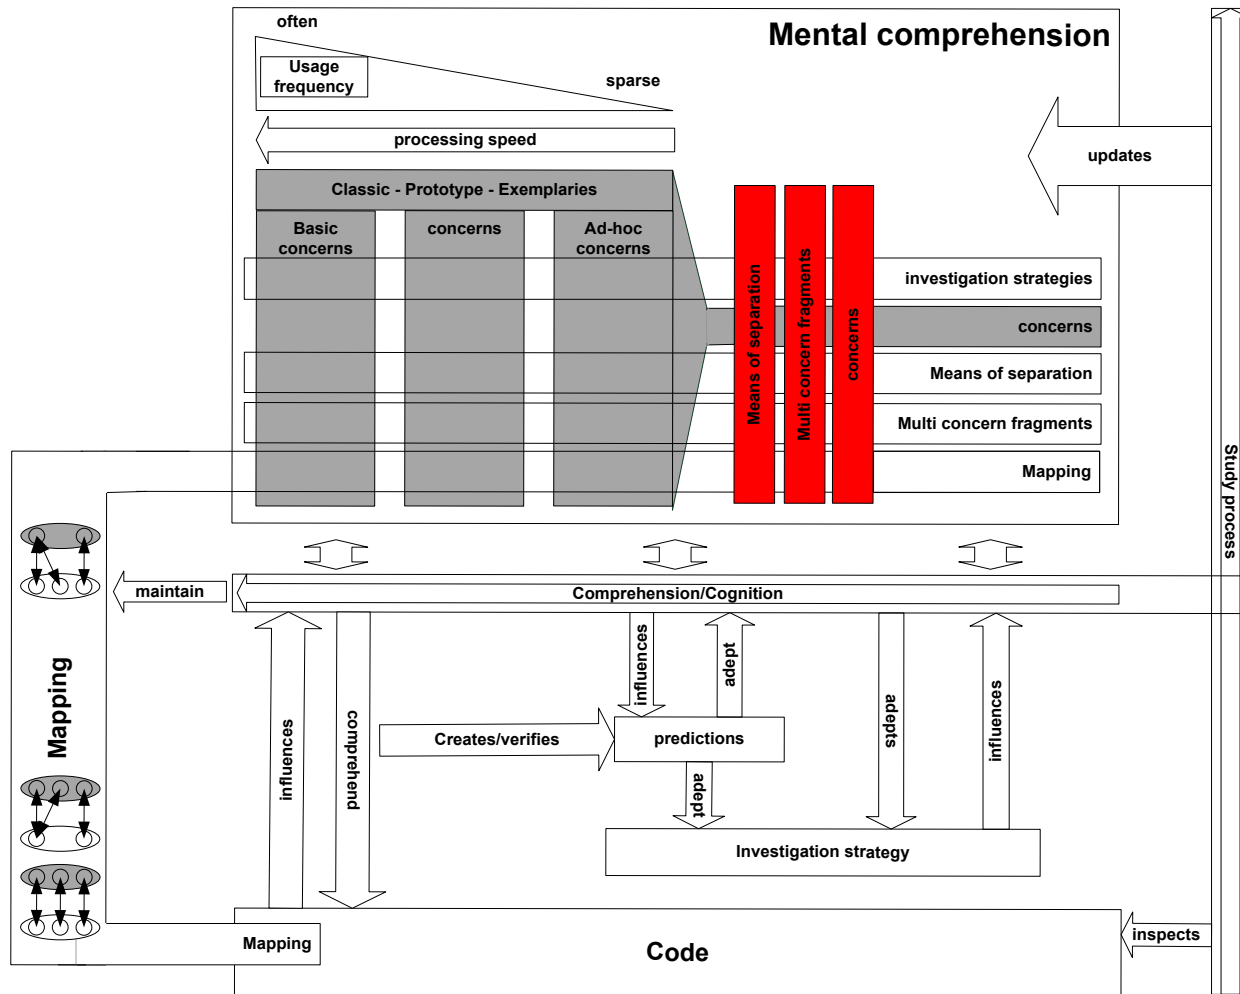 often
Mental comprehension
Usage
frequency
sparse
processing speed
updates
Classic - Prototype - Exemplaries
Basic
concerns
concerns
Ad-hoc
concerns
Means of separation
Multi concern fragments
concerns
investigation strategies
concerns
Means of separation
Multi concern fragments
Mapping
Study process
maintain
Comprehension/Cognition
Mapping
influences
comprehend
influences
adept
adepts
influences
Creates/verifies
predictions
adept
Investigation strategy
Mapping
Code
inspects